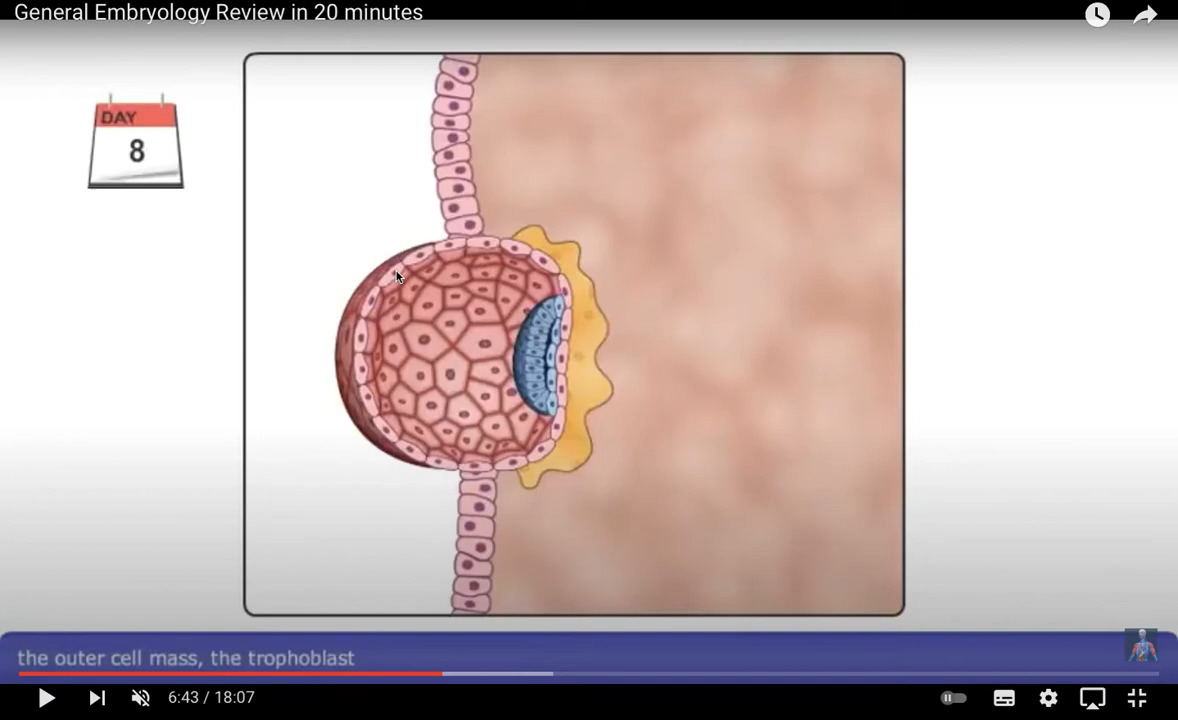 General Embryology Review in 20 minutes
DAY
8
the outer cell mass, the trophoblast
6:43 / 18:07